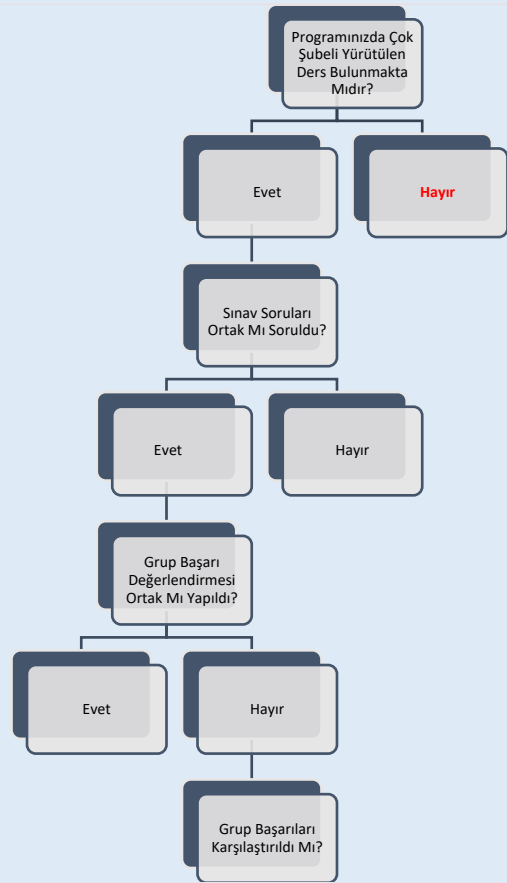 Programınızda Çok
Şubeli Yürütülen
Ders Bulunmakta
Mıdır?
Evet
Hayır
Sınav Soruları
Ortak Mı Soruldu?
Evet
Hayır
Grup Başarı
Değerlendirmesi
Ortak Mı Yapıldı?
Evet
Hayır
Grup Başarıları
Karşılaştırıldı Mı?